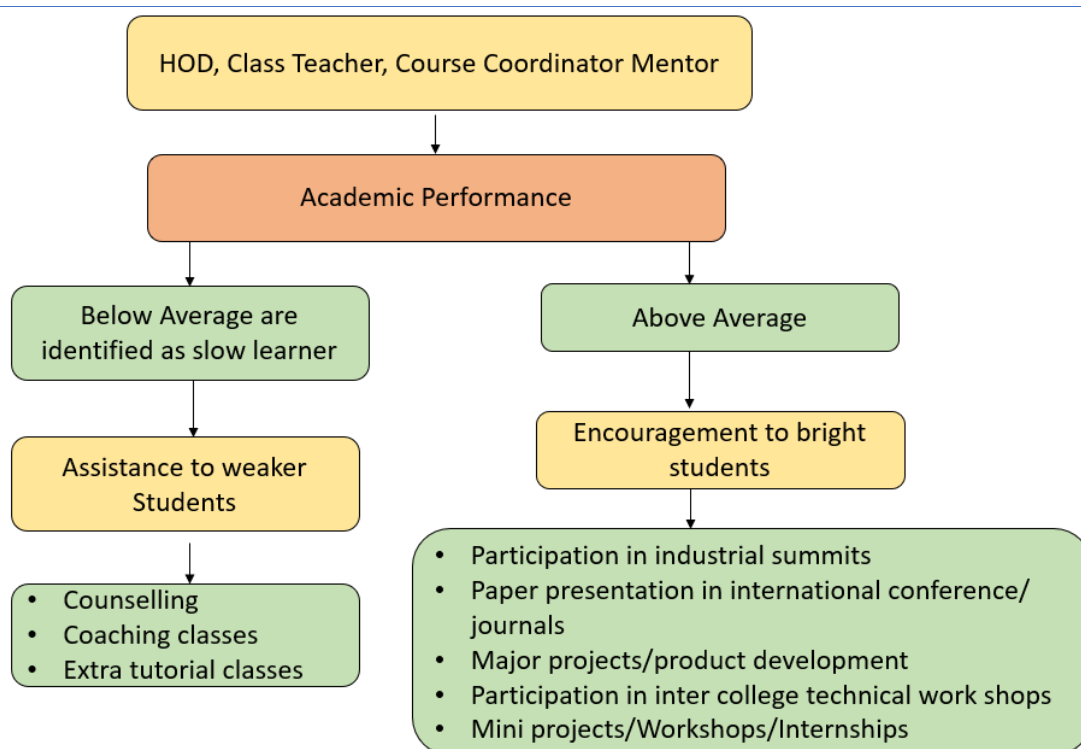 HOD, Class Teacher, Course Coordinator Mentor
Academic Performance
Below Average are
identified as slow learner
Above Average
Assistance to weaker
Students
Encouragement to bright
students
• Counselling
• Coaching classes
• Extra tutorial classes
• Participation in industrial summits
• Paper presentation in international conference/
journals
• Major projects/product development
• Participation in inter college technical work shops
• Mini projects/Workshops/Internships